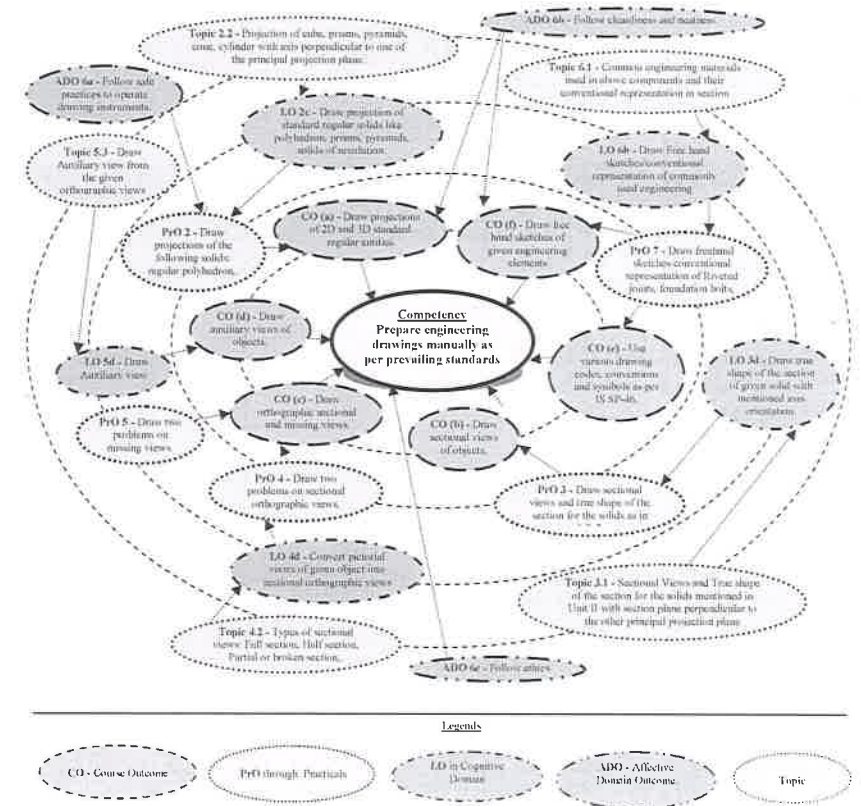 ADO 6b - Follow cleanliness and neatness.
Topic 2.2 - Projection of cube, prisms, pyramids,
cone, cylinder with axis perpendicular to one of
the principal projection plane.
Topic 6.1 - Common engineering materials
used in above components and their
conventional representation in section
ADO 6a - Follow safe
practices to operate
drawing instruments.
LO 2c - Draw projection of
standard regular solids like
polyhedron, prisms, pyramids,
solids of revolution.
Topic 5.3 - Draw
Auxiliary view from
the given
orthographic views
LO 6b - Draw Free hand
sketches/conventional
representation of commonly
used engineering
PrO 2 - Draw
projections of the
following solids:
regular polyhedron,
CO (a) - Draw projections
of 2D and 3D standard
regular entities.
CO (f) - Draw free
hand sketches of
given engineering
elements
PrO 7 - Draw freehand
sketches/conventional
representation of Riveted
joints, foundation bolts,
Competency
Prepare engineering
drawings manually as
per prevailing standards
CO (d) - Draw
auxiliary views of
objects.
CO (e) - Use
various drawing
codes, conventions
and symbols as per
IS SP-46.
LO 3d - Draw true
shape of the section
of given solid with
mentioned axis
orientation.
LO 5d - Draw
Auxiliary view
CO (c) - Draw
orthographic sectional
and missing views.
PrO 5 - Draw two
problems on
missing views
CO (b) - Draw
sectional views
of objects.
PrO 4 - Draw two
problems on sectional
orthographic views.
PrO 3 - Draw sectional
views and true shape of the
section for the solids as in
LO 4d - Convert pictorial
views of given object into
sectional orthographic views
Topic 3.1 - Sectional Views and True shape
of the section for the solids mentioned in
Unit II with section plane perpendicular to
the other principal projection plane
Topic 4.2 - Types of sectional
views: Full section, Half section,
Partial or broken section,
ADO 6e - Follow ethics
Legends
CO - Course Outcome
PrO through Practicals
LO in Cognitive
Domain
ADO - Affective
Domain Outcome
Topic